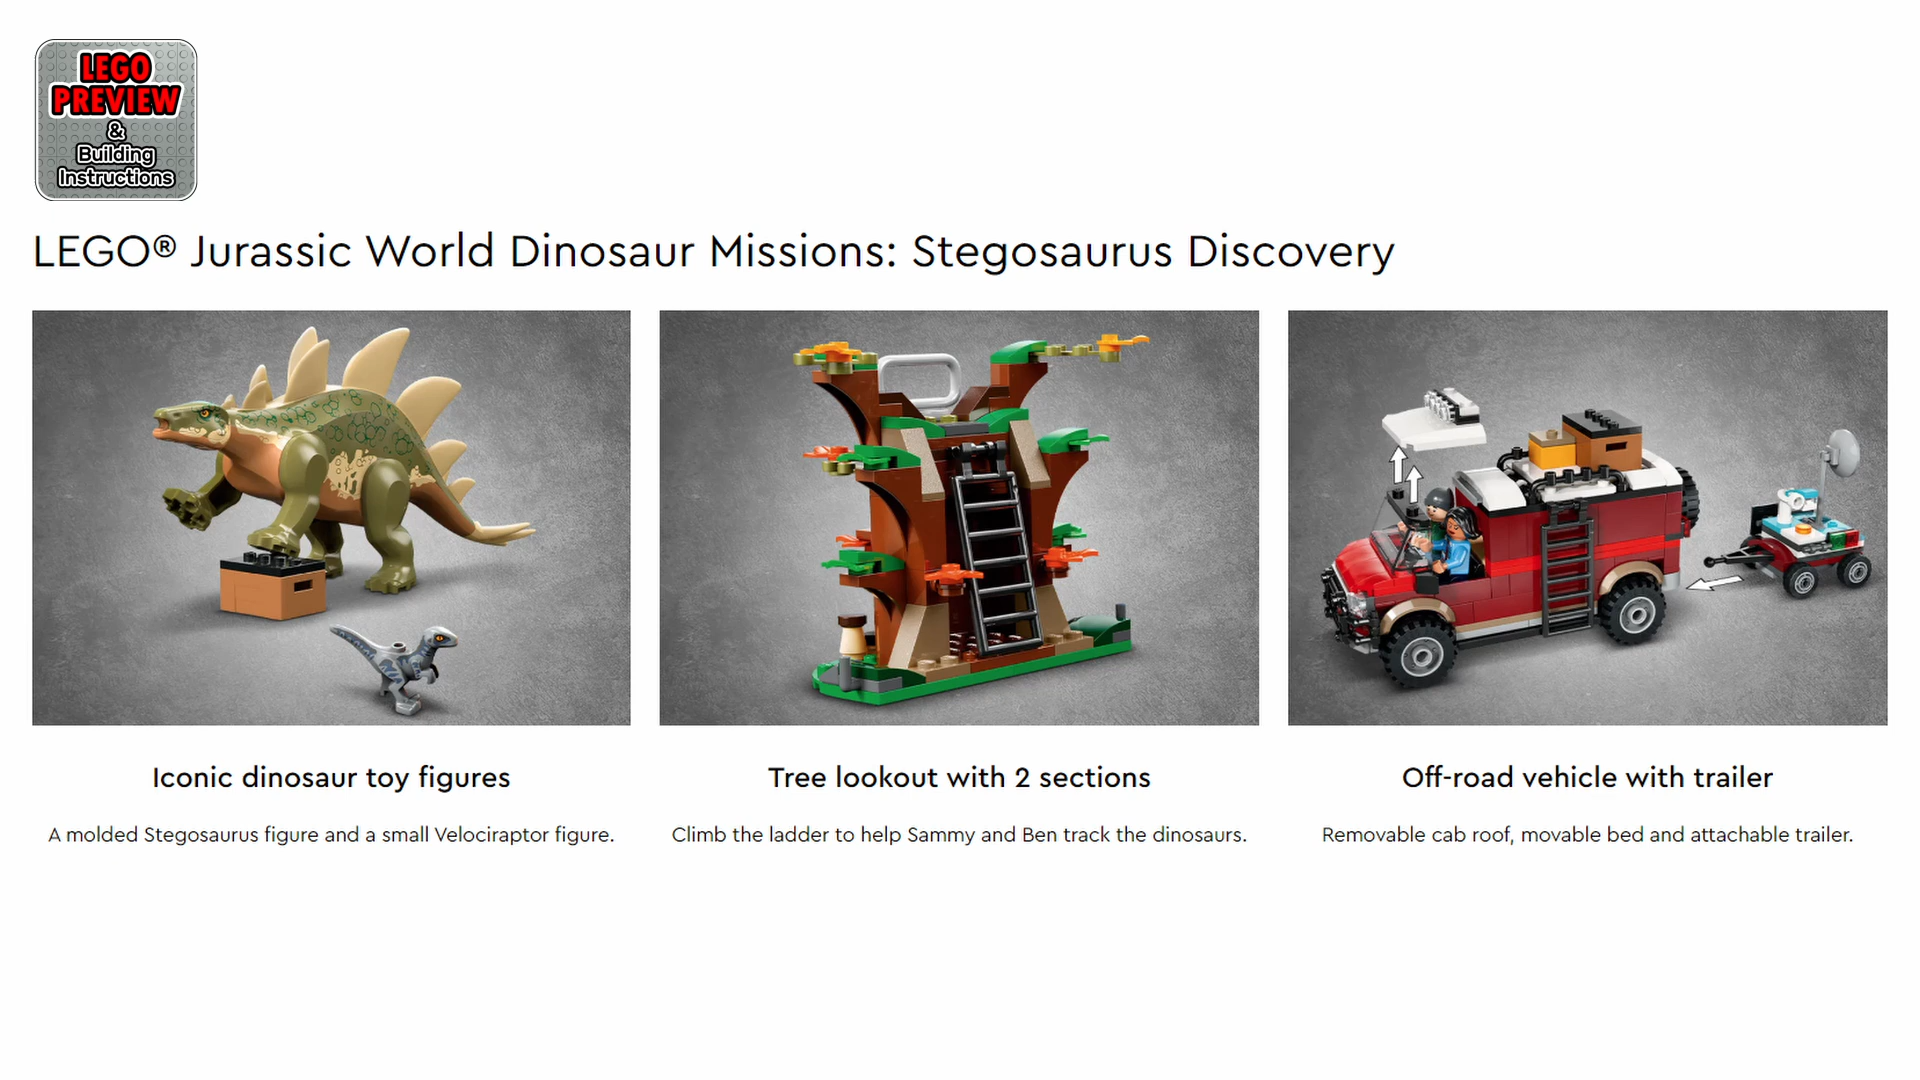 LEGO
PREVIEW
&
Building
Instructions
LEGO® Jurassic World Dinosaur Missions: Stegosaurus Discovery
Iconic dinosaur toy figures
A molded Stegosaurus figure and a small Velociraptor figure.
Tree lookout with 2 sections
Climb the ladder to help Sammy and Ben track the dinosaurs.
Off-road vehicle with trailer
Removable cab roof, movable bed and attachable trailer.